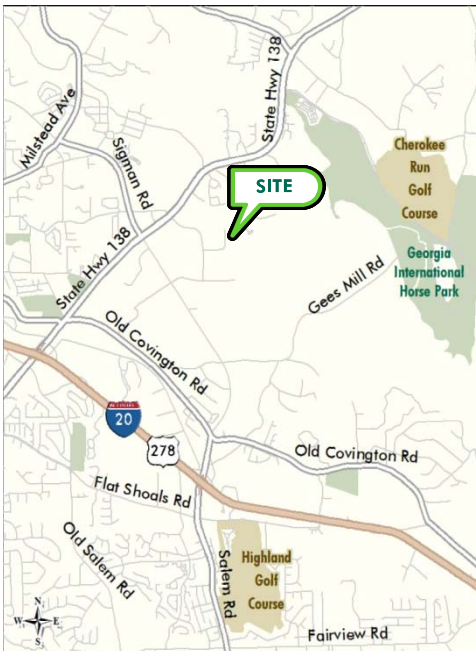 State Hwy 138
Milstead Ave
Sigman Rd
Cherokee
Run
Golf
Course
SITE
State Hwy 138
Georgia
International
Horse Park
Gees Mill Rd
Old Covington Rd
20
278
Old Covington Rd
Flat Shoals Rd
Old Salem Rd
Salem Rd
Highland
Golf
Course
N
W
E
S
Fairview Rd